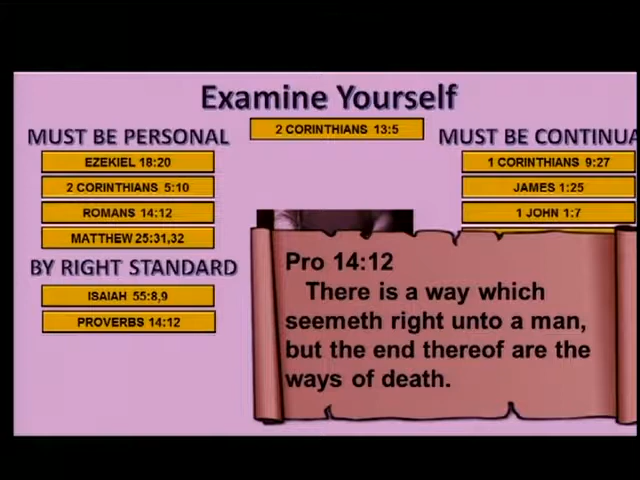 Examine Yourself
2 CORINTHIANS 13:5
MUST BE PERSONAL
EZEKIEL 18:20
2 CORINTHIANS 5:10
ROMANS 14:12
MATTHEW 25:31,32
BY RIGHT STANDARD
ISAIAH 55:8,9
PROVERBS 14:12
MUST BE CONTINUA
1 CORINTHIANS 9:27
JAMES 1:25
1 JOHN 1:7
Pro 14:12
There is a way which
seemeth right unto a man,
but the end thereof are the
ways of death.